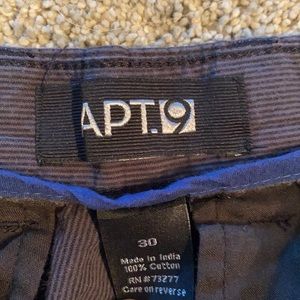 APT.9
30
Made in India
100% Cotton
RN #73277
Care on reverse